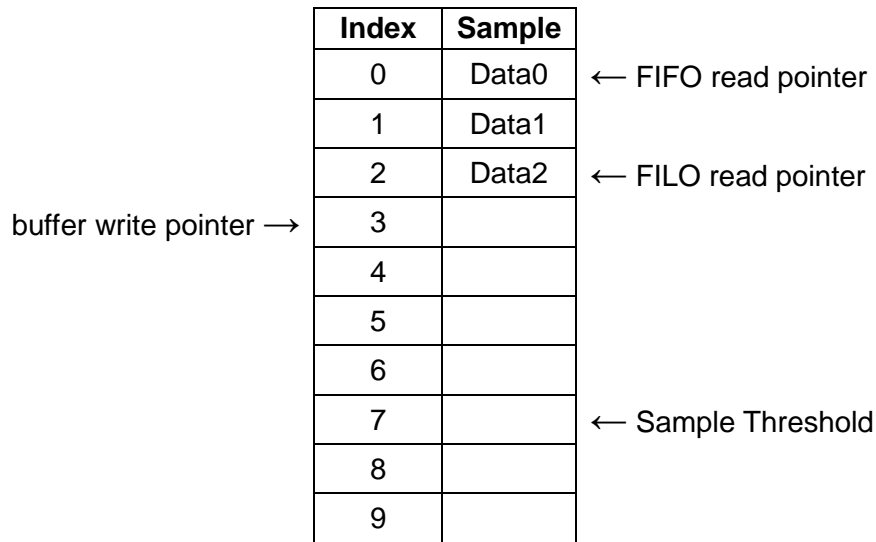 Index Sample
0 Data0 ← FIFO read pointer
1 Data1
2 Data2 ← FILO read pointer
buffer write pointer → 3
4
5
6
7 ← Sample Threshold
8
9